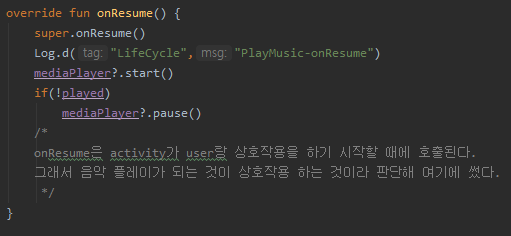 override fun onResume() {
super.onResume()
Log.d( tag: "LifeCycle", msg: "PlayMusic-onResume")
mediaPlayer?.start()
if(!played)
mediaPlayer?.pause()
/*
onResume은 activity가 user랑 상호작용을 하기 시작할 때에 호출된다.
그래서 음악 플레이가 되는 것이 상호작용 하는 것이라 판단해 여기에 썼다.
*/
}